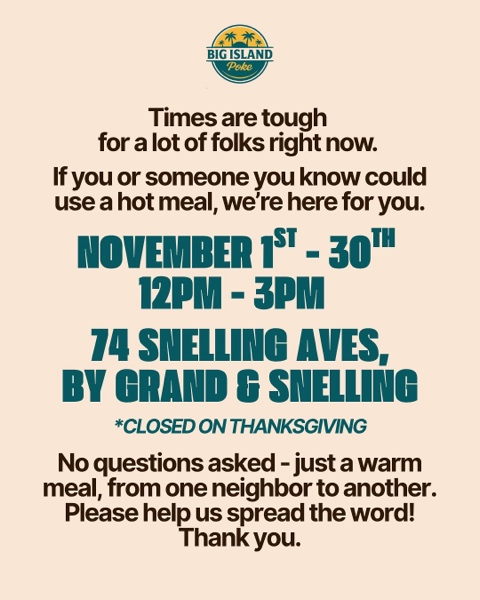 BIG ISLAND
Poke
Times are tough
for a lot of folks right now.
If you or someone you know could
use a hot meal, we're here for you.
NOVEMBER 1ST - 30TH
12PM - 3PM
74 SNELLING AVES,
BY GRAND & SNELLING
*CLOSED ON THANKSGIVING
No questions asked - just a warm
meal, from one neighbor to another.
Please help us spread the word!
Thank you.